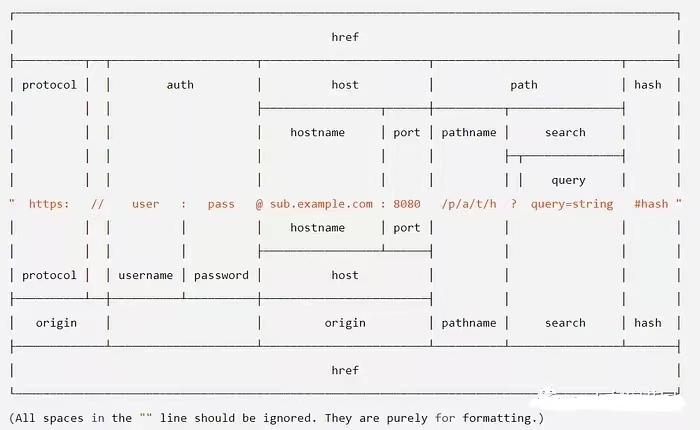 href
protocol auth host path hash
hostname port pathname search
query
" https: // user : pass @ sub.example.com : 8080 /p/a/t/h ? query=string #hash "
hostname port
protocol username password host
origin origin pathname search hash
href
(All spaces in the "" line should be ignored. They are purely for formatting.)